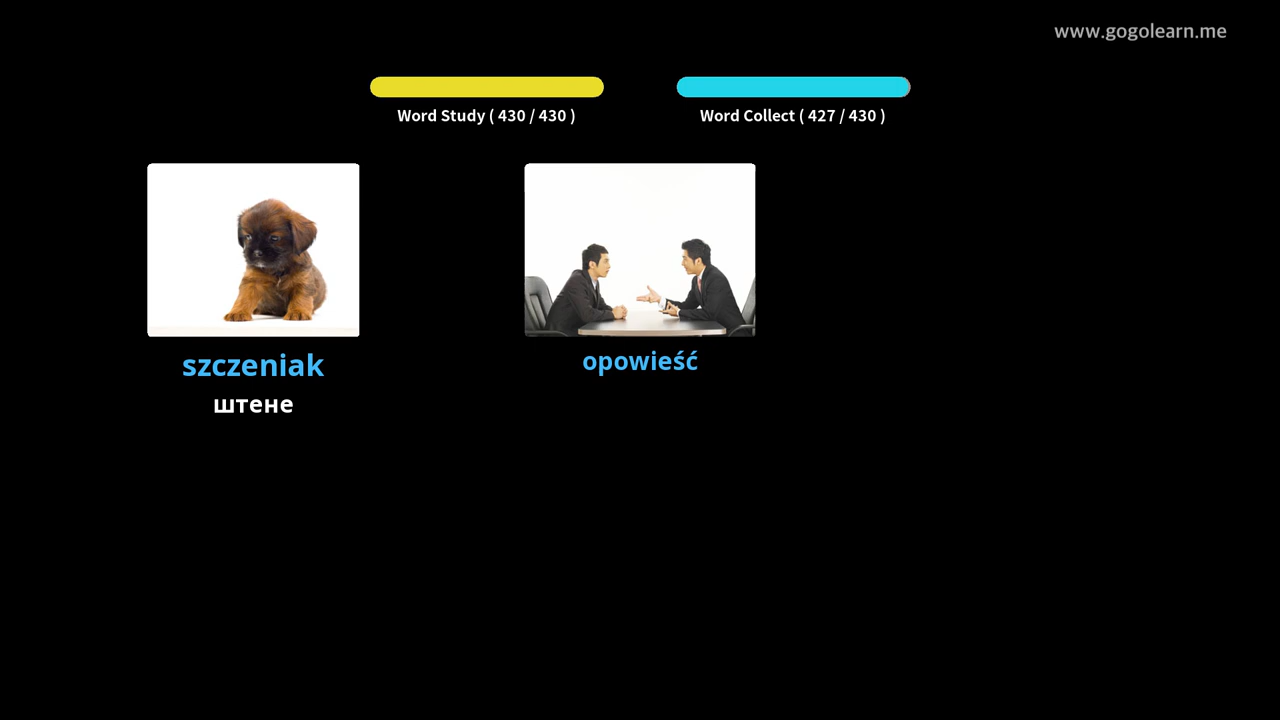 www.gogolearn.me
Word Study ( 430 / 430 )
Word Collect ( 427 / 430 )
szczeniak
штене
opowieść